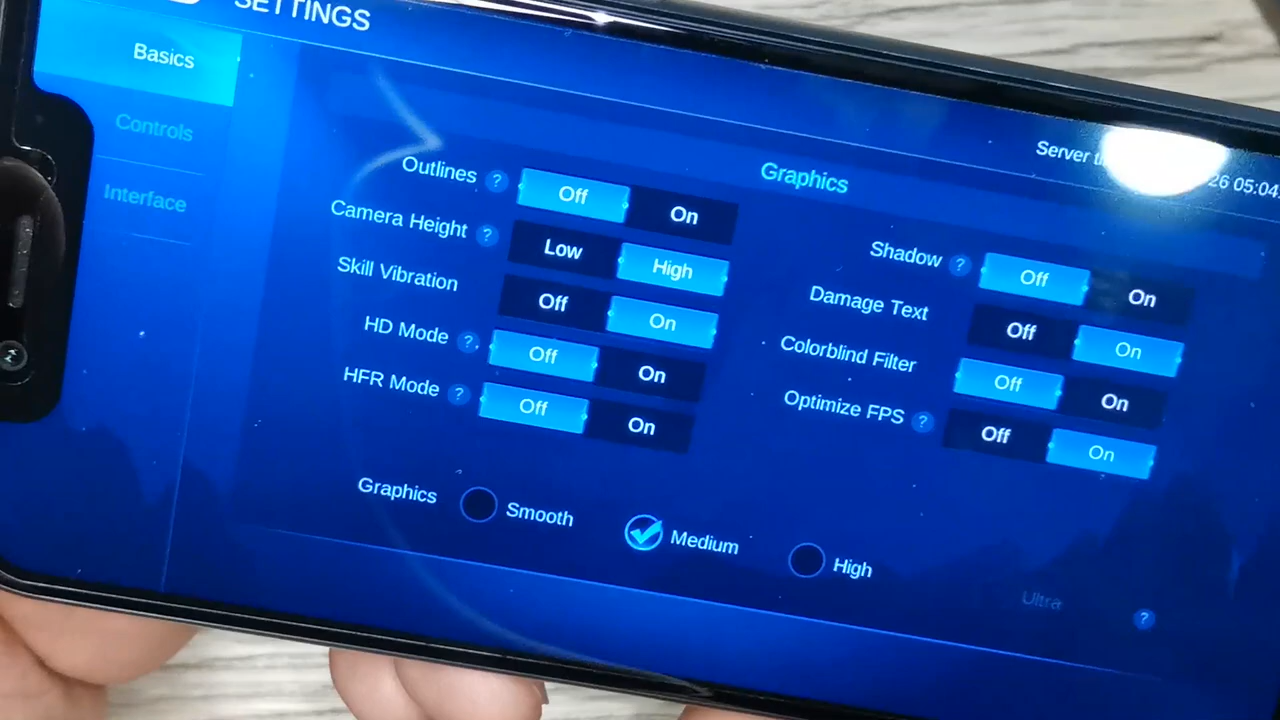 SETTINGS
Basics
Controls
Interface
Server
26 05:04
Graphics
Outlines ? Off On
Camera Height ? Low High
Skill Vibration Off On
HD Mode ? Off On
HFR Mode ? Off On
Shadow ? Off On
Damage Text Off On
Colorblind Filter Off On
Optimize FPS ? Off On
Graphics Smooth Medium High Ultra ?